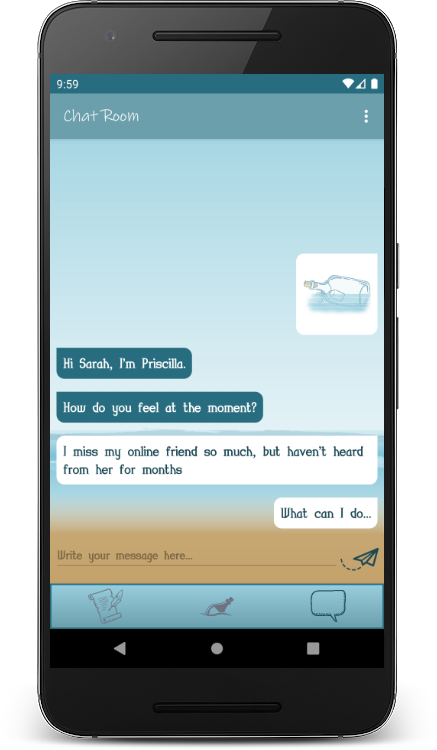 9:59
Chat Room
Hi Sarah, I'm Priscilla.
How do you feel at the moment?
I miss my online friend so much, but haven't heard
from her for months
What can I do...
Write your message here...